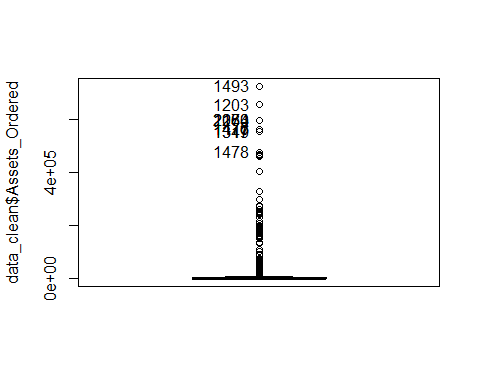 data_clean$Assets_Ordered
4e+05
0e+00
1493
1203
1478